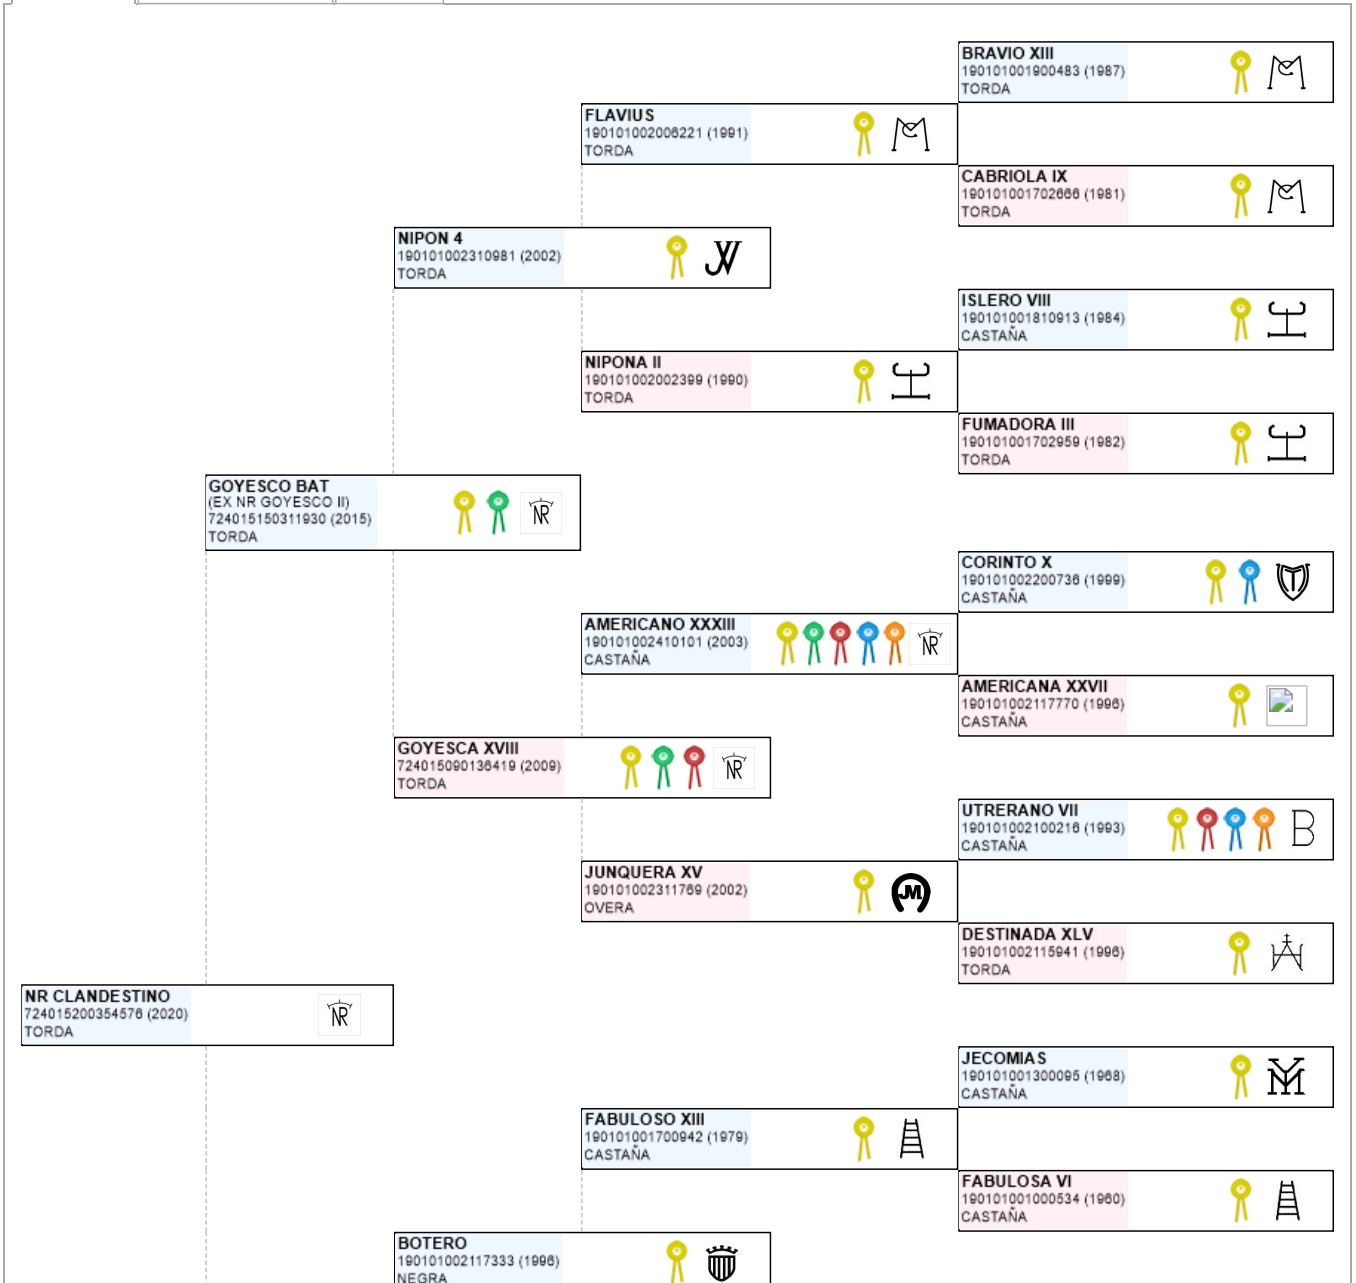 BRAVIO XIII
190101001900483 (1987)
TORDA
FLAVIUS
190101002006221 (1991)
TORDA
CABRIOLA IX
190101001702666 (1981)
TORDA
NIPON 4
190101002310981 (2002)
TORDA
ISLERO VIII
190101001810913 (1984)
CASTAÑA
NIPONA II
190101002002399 (1990)
TORDA
FUMADORA III
190101001702959 (1982)
TORDA
GOYESCO BAT
(EX NR GOYESCO II)
724015150311930 (2015)
TORDA
NR
CORINTO X
190101002200736 (1999)
CASTAÑA
AMERICANO XXXIII
190101002410101 (2003)
CASTAÑA
NR
AMERICANA XXVII
190101002117770 (1996)
CASTAÑA
GOYESCA XVIII
724015090136419 (2009)
TORDA
NR
UTRERANO VII
190101002100216 (1993)
CASTAÑA
B
JUNQUERA XV
190101002311769 (2002)
OVERA
JM
DESTINADA XLV
190101002115941 (1996)
TORDA
NR CLANDESTINO
724015200354576 (2020)
TORDA
NR
JECOMIAS
190101001300095 (1968)
CASTAÑA
FABULOSO XIII
190101001700942 (1979)
CASTAÑA
FABULOSA VI
190101001000534 (1960)
CASTAÑA
BOTERO
190101002117333 (1996)
NEGRA